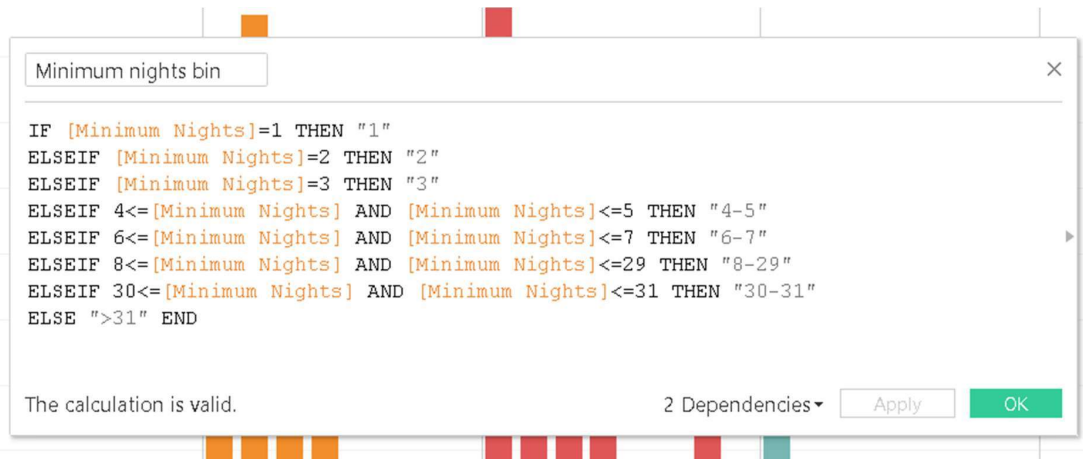 Minimum nights bin
IF [Minimum Nights]=1 THEN "1"
ELSEIF [Minimum Nights]=2 THEN "2"
ELSEIF [Minimum Nights]=3 THEN "3"
ELSEIF 4<=[Minimum Nights] AND [Minimum Nights]<=5 THEN "4-5"
ELSEIF 6<=[Minimum Nights] AND [Minimum Nights]<=7 THEN "6-7"
ELSEIF 8<=[Minimum Nights] AND [Minimum Nights]<=29 THEN "8-29"
ELSEIF 30<=[Minimum Nights] AND [Minimum Nights]<=31 THEN "30-31"
ELSE ">31" END
The calculation is valid. 2 Dependencies Apply OK